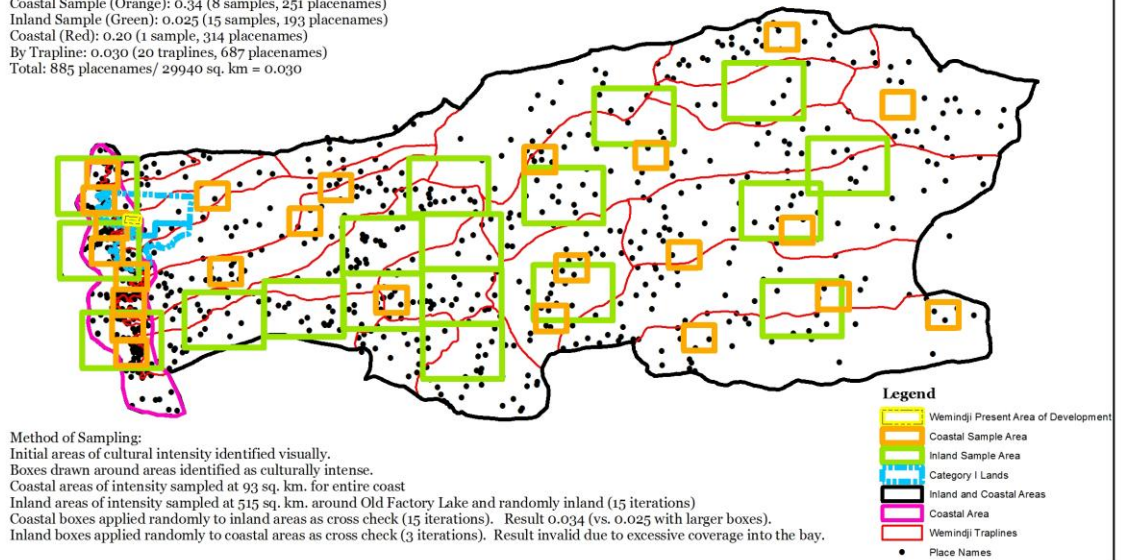 Coastal Sample (Orange): 0.34 (8 samples, 251 placenames)
Inland Sample (Green): 0.025 (15 samples, 193 placenames)
Coastal (Red): 0.20 (1 sample, 314 placenames)
By Trapline: 0.030 (20 traplines, 687 placenames)
Total: 885 placenames/ 29940 sq. km = 0.030
Method of Sampling:
Initial areas of cultural intensity identified visually.
Boxes drawn around areas identified as culturally intense.
Coastal areas of intensity sampled at 93 sq. km. for entire coast
Inland areas of intensity sampled at 515 sq. km. around Old Factory Lake and randomly inland (15 iterations)
Coastal boxes applied randomly to inland areas as cross check (15 iterations). Result 0.034 (vs. 0.025 with larger boxes).
Inland boxes applied randomly to coastal areas as cross check (3 iterations). Result invalid due to excessive coverage into the bay.
Legend
Wemindji Present Area of Development
Coastal Sample Area
Inland Sample Area
Category I Lands
Inland and Coastal Areas
Coastal Area
Wemindji Traplines
Place Names